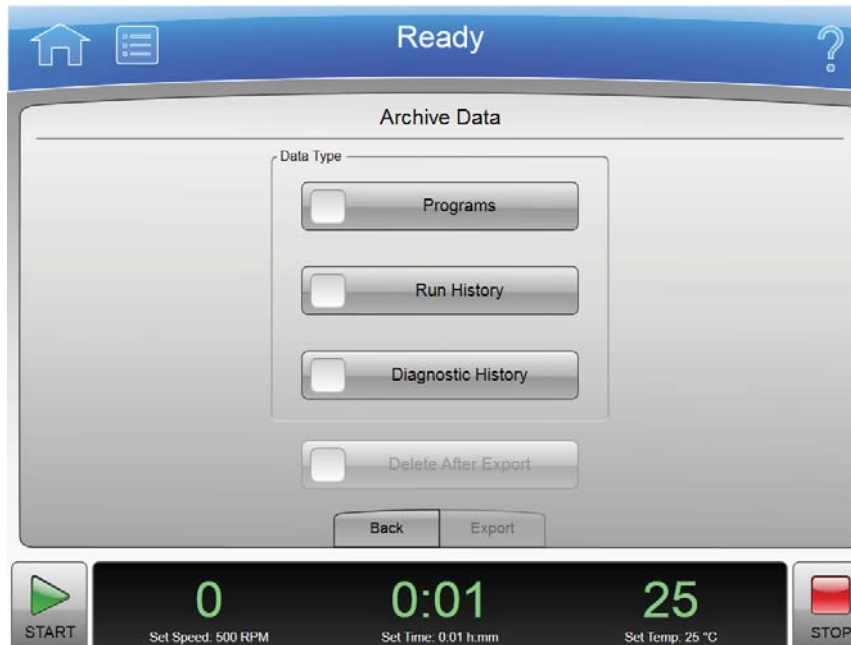 Ready
Archive Data
Data Type
Programs
Run History
Diagnostic History
Delete After Export
Back Export
0 0:01 25
START Set Speed: 500 RPM Set Time: 0:01 h:mm Set Temp: 25 °C STOP